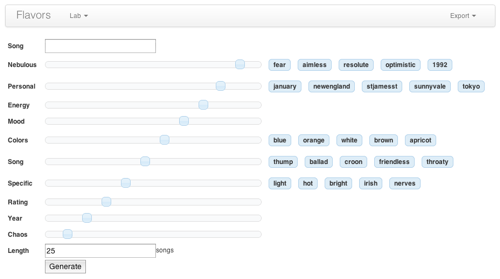 Flavors Lab Export
Song
Nebulous fear aimless resolute optimistic 1992
Personal january newengland stjamesst sunnyvale tokyo
Energy
Mood
Colors blue orange white brown apricot
Song thump ballad croon friendless throaty
Specific light hot bright irish nerves
Rating
Year
Chaos
Length 25 songs
Generate